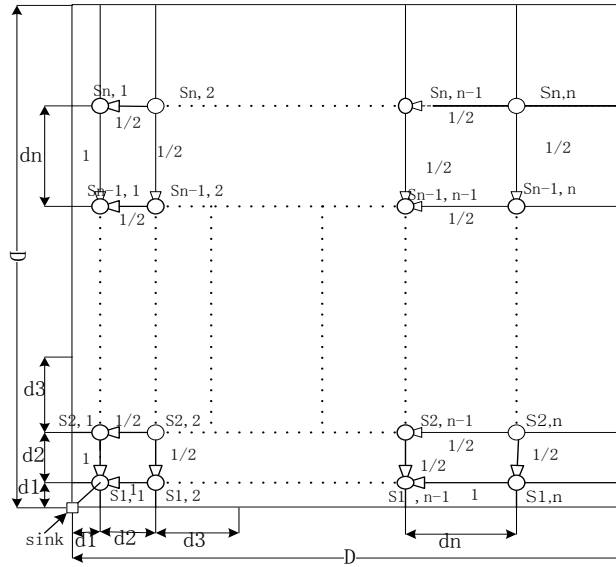 Sn, 1 Sn, 2 Sn, n-1 Sn, n
1/2 1/2
dn 1 1/2 1/2 1/2
Sn-1, 1 Sn-1, 2 Sn-1, n-1 Sn-1, n
1/2 1/2
D
d3
S2, 1 1/2 S2, 2 S2, n-1 S2, n
1/2
d2 1 1/2 1/2 1/2
d1 1 1
S1, 1 S1, 2 S1 , n-1 S1, n
sink d1 d2 d3 dn
D